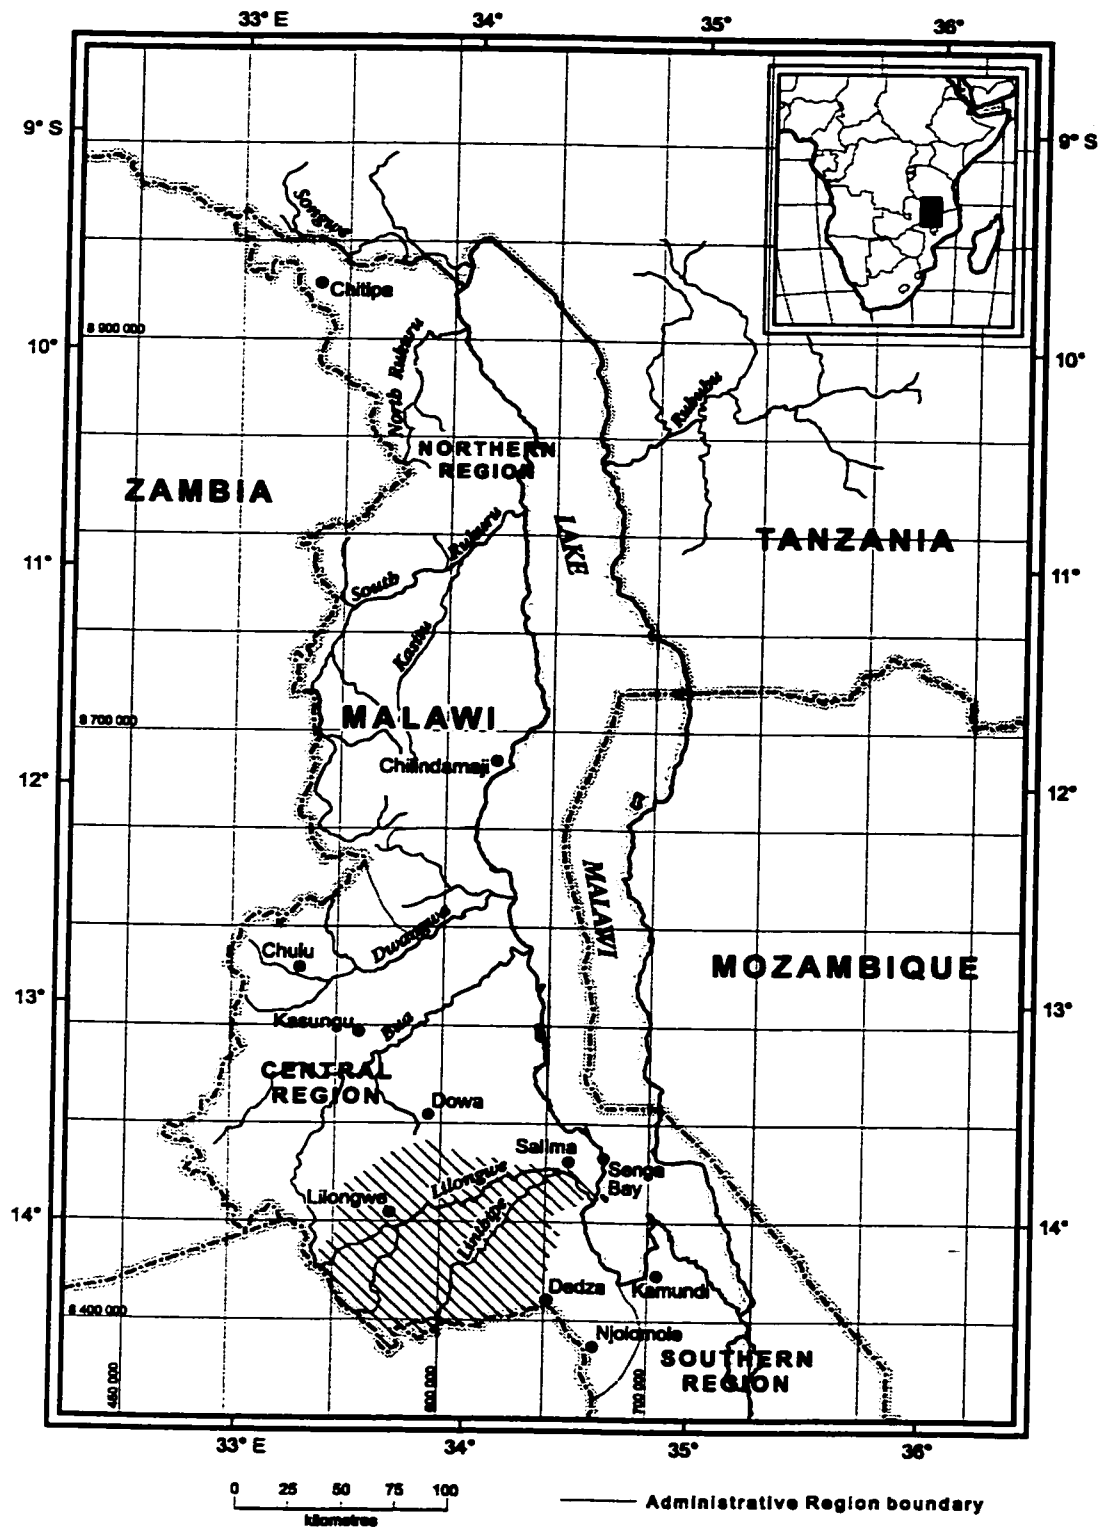 33° E 34° 35° 36°
9° S 9° S
Songwe
Chitipa
8 900 000
10° 10°
North Rukuru
Ruhuhu
NORTHERN
REGION
ZAMBIA
LAKE
TANZANIA
South Rukuru
11° 11°
Kasitu
8 700 000
MALAWI
Chilindamaji
12° 12°
MALAWI
Dwangwa
Chulu
MOZAMBIQUE
13° 13°
Kasungu
Bua
CENTRAL
REGION
Dowa
Salima
Senga
Bay
Lilongwe
Lilongwe
Linthipe
14° 14°
Dedza
Kamundi
8 400 000
Njolomole
SOUTHERN
REGION
600 000
700 000
33° E 34° 35° 36°
0 25 50 75 100
kilometres
Administrative Region boundary